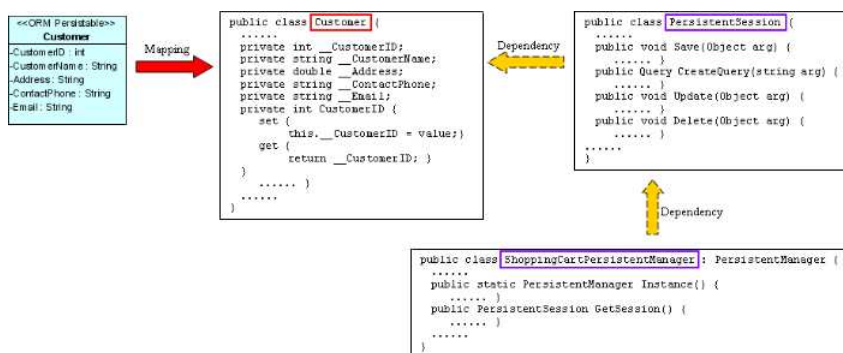 <<ORM Persistable>>
Customer
-CustomerID : int
-CustomerName : String
-Address : String
-ContactPhone : String
-Email : String
Mapping
public class Customer {
......
private int __CustomerID;
private string __CustomerName;
private double __Address;
private string __ContactPhone;
private string __Email;
private int CustomerID {
set {
this.__CustomerID = value;}
get {
return __CustomerID; }
}
...... }
......
}
Dependency
public class PersistentSession {
......
public void Save(Object arg) {
...... }
public Query CreateQuery(string arg) {
...... }
public void Update(Object arg) {
...... }
public void Delete(Object arg) {
...... }
......
}
Dependency
public class ShoppingCartPersistentManager : PersistentManager {
......
public static PersistentManager Instance() {
...... }
public PersistentSession GetSession() {
...... }
......
}